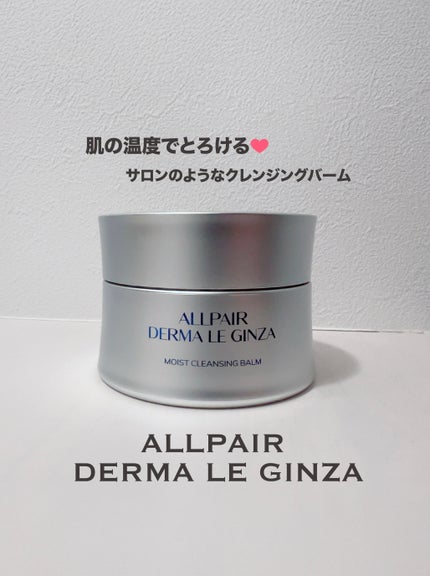 肌の温度でとろける
サロンのようなクレンジングバーム
ALLPAIR
DERMA LE GINZA
MOIST CLEANSING BALM
ALLPAIR
DERMA LE GINZA